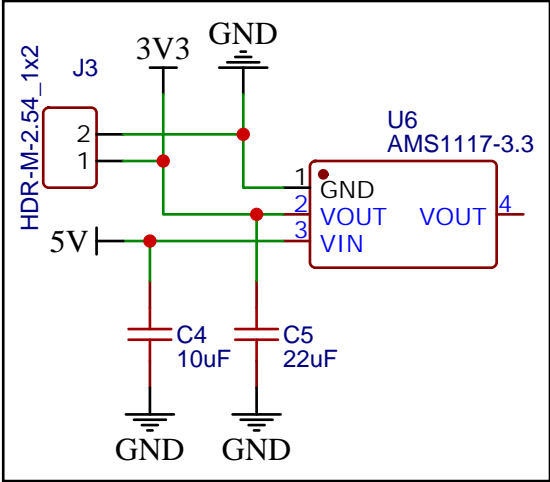 GND
3V3
J3
HDR-M-2.54_1x2
2
1
U6
AMS1117-3.3
1
GND
2
VOUT
VOUT
4
3
VIN
5V
C4
10uF
C5
22uF
GND
GND